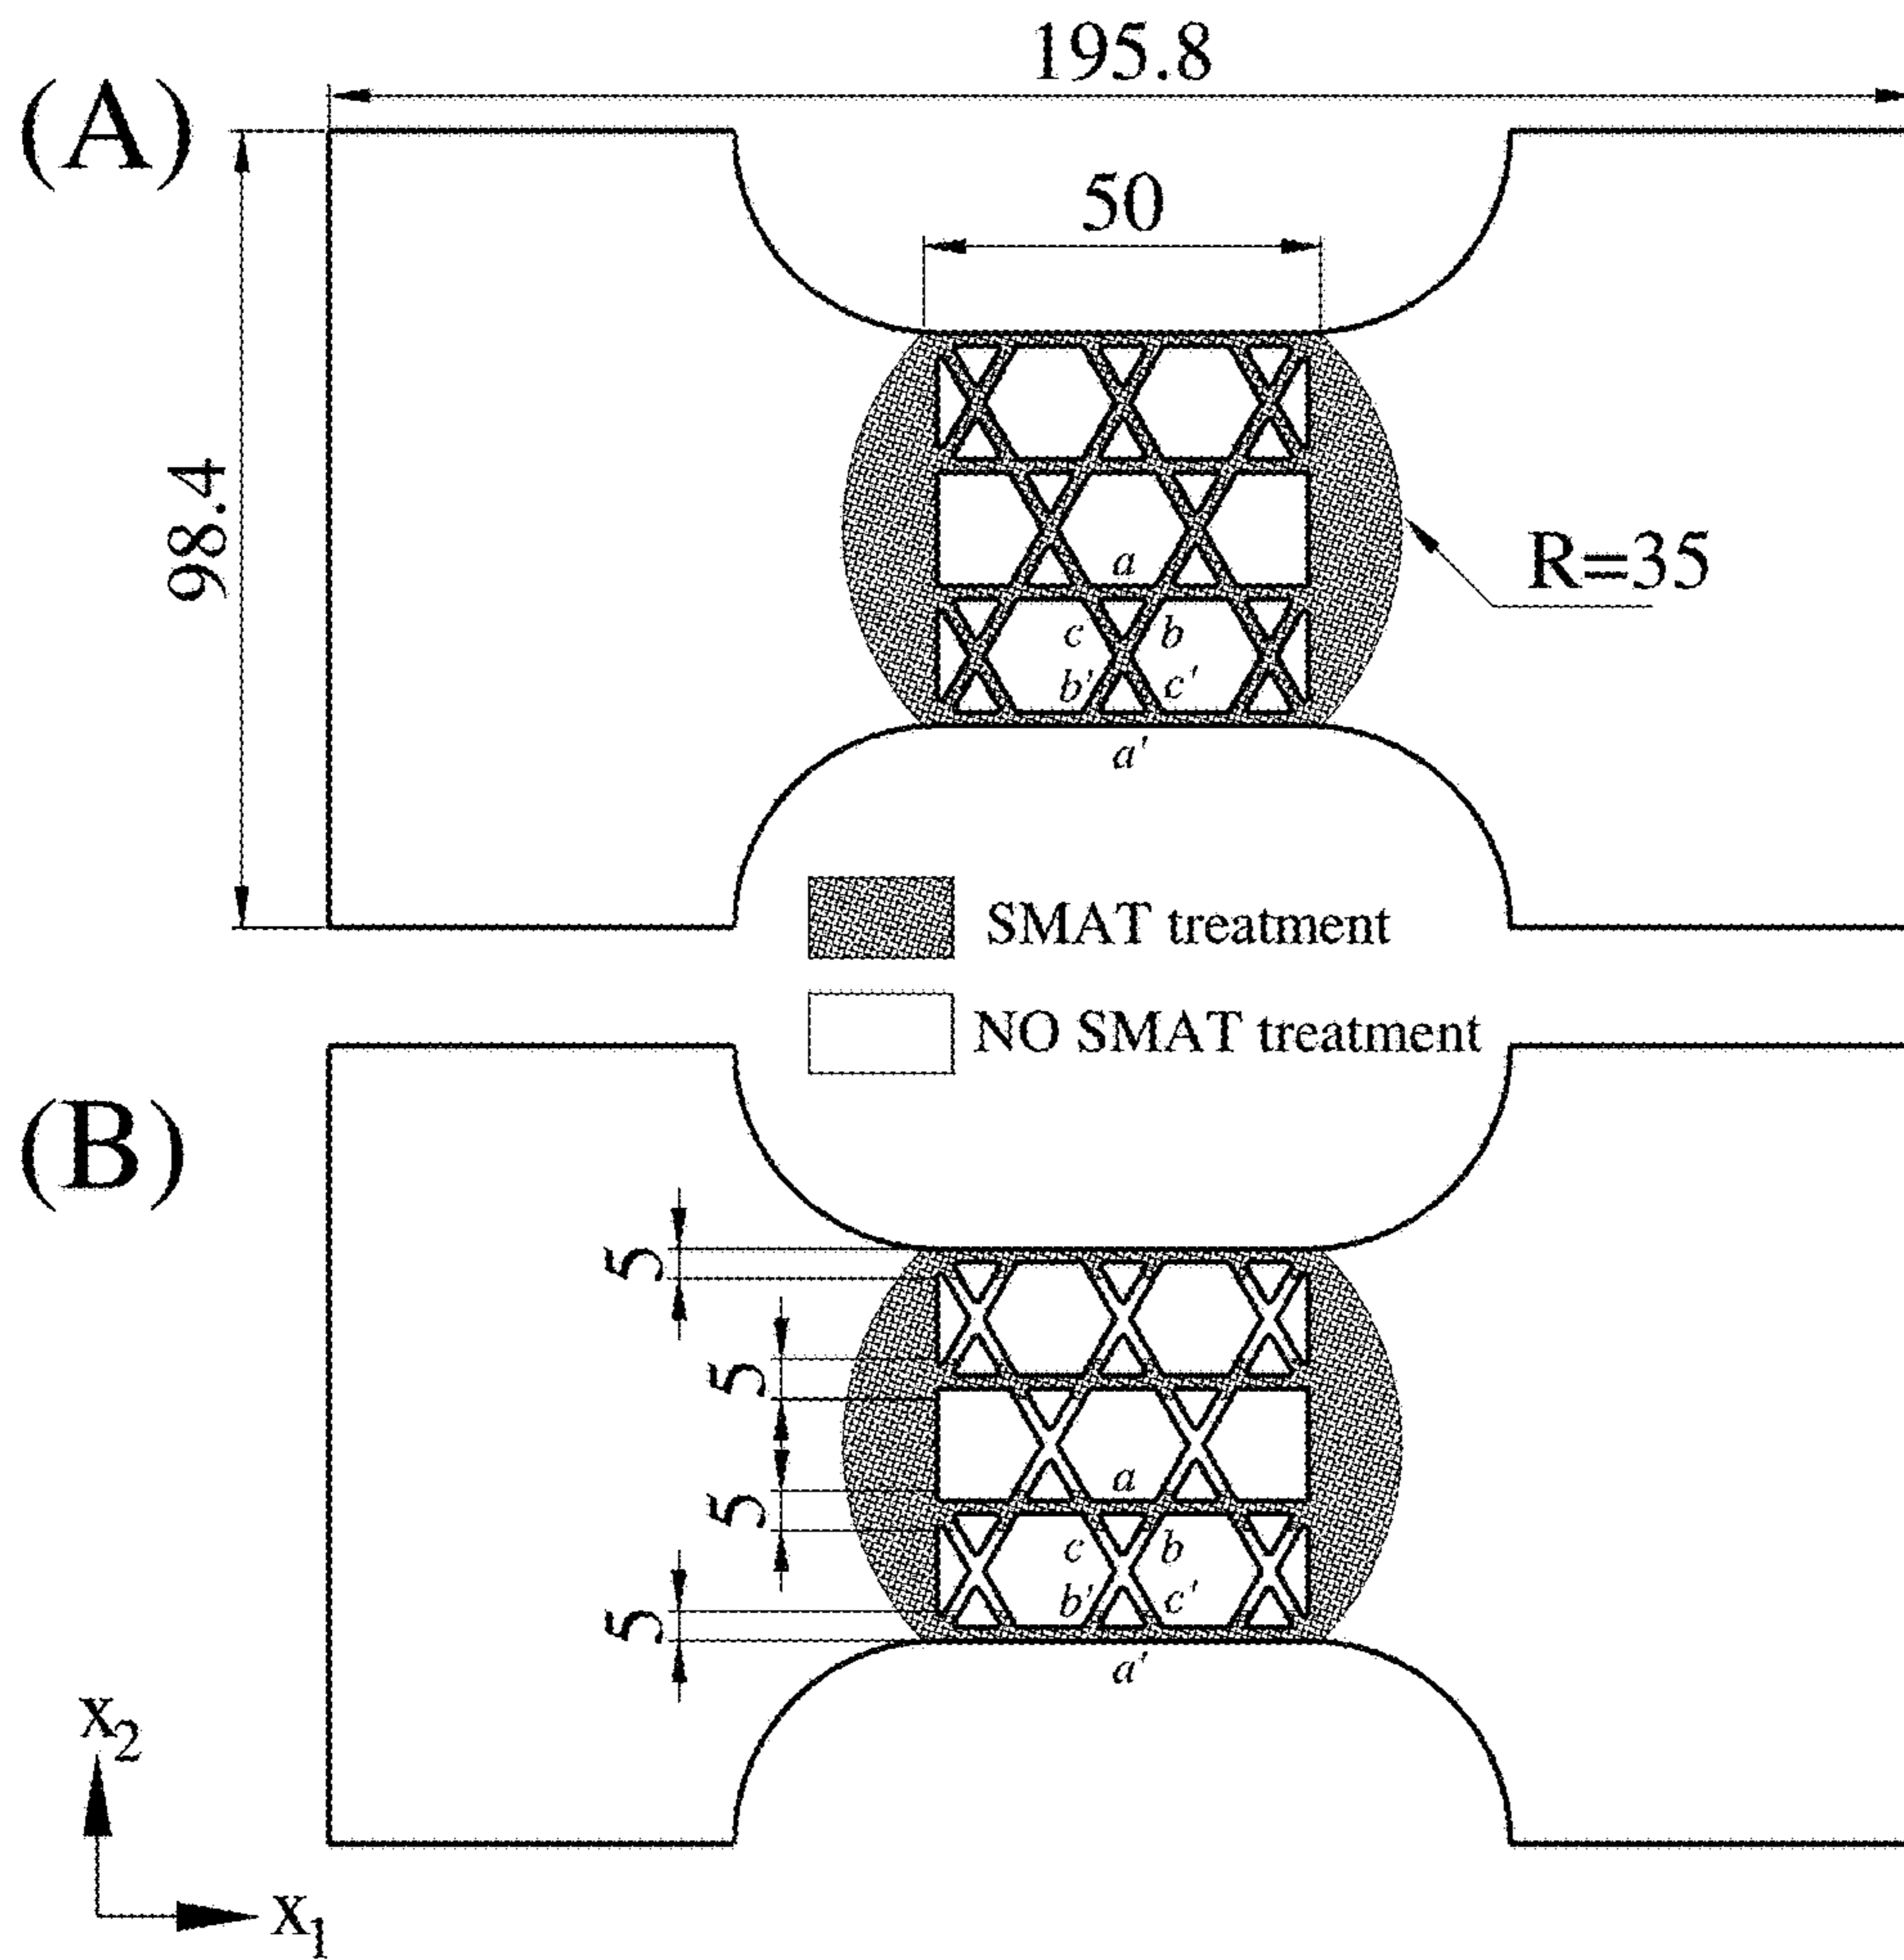 195.8
(A)
50
98.4
R=35
a
c b
b' c'
a'
SMAT treatment
NO SMAT treatment
(B)
5
5
5
5
a
c b
b' c'
a'
x₂
x₁